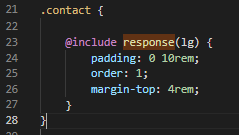 21 .contact {
22
23 @include response(lg) {
24 padding: 0 10rem;
25 order: 1;
26 margin-top: 4rem;
27 }
28 }